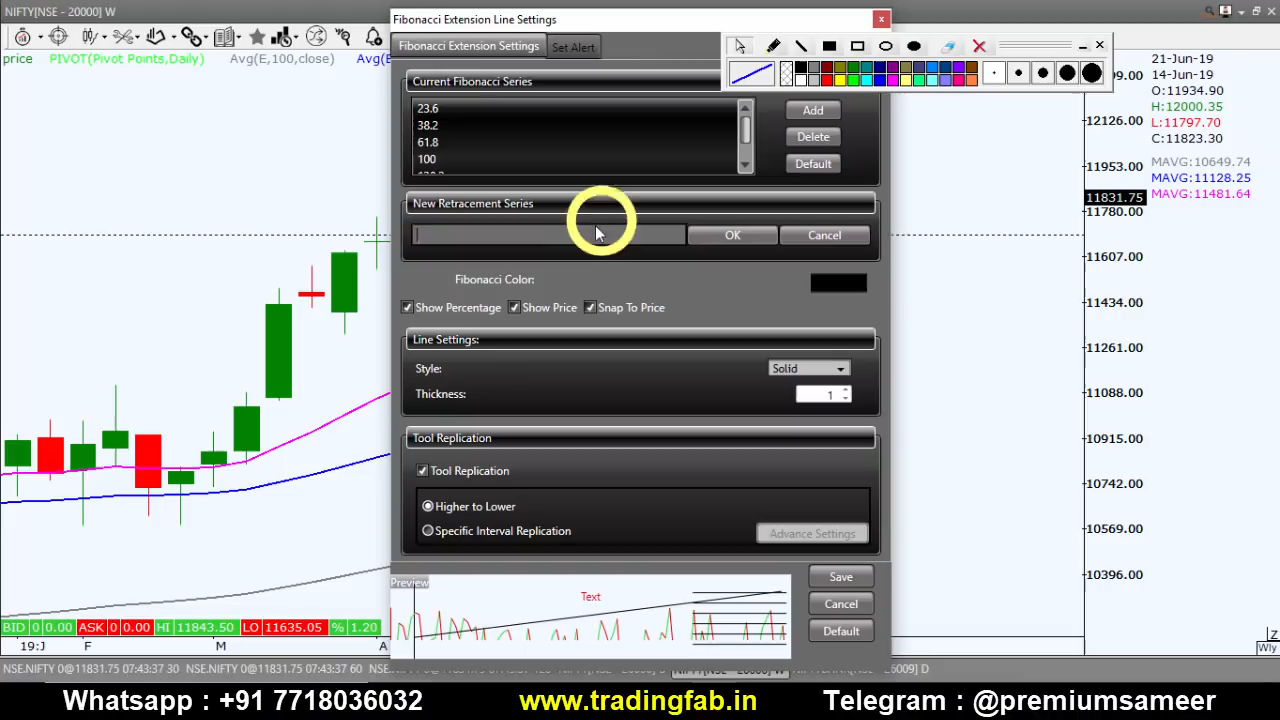 NIFTY[NSE - 20000] W
Fibonacci Extension Line Settings
Fibonacci Extension Settings
Set Alert
price PIVOT(Pivot Points,Daily) Avg(E,100,close)
Current Fibonacci Series
23.6
38.2
61.8
100
Add
Delete
Default
New Retracement Series
OK
Cancel
Fibonacci Color:
Show Percentage
Show Price
Snap To Price
Line Settings:
Style:
Solid
Thickness:
1
Tool Replication
Tool Replication
Higher to Lower
Specific Interval Replication
Advance Settings
Preview
Text
Save
Cancel
Default
12126.00
11953.00
11831.75
11780.00
11607.00
11434.00
11261.00
11088.00
10915.00
10742.00
10569.00
10396.00
21-Jun-19
14-Jun-19
O:11934.90
H:12000.35
L:11797.70
C:11823.30
MAVG:10649.74
MAVG:11128.25
MAVG:11481.64
BID 0 0.00 ASK 0 0.00 HI 11843.50 LO 11635.05 % 1.20
19:J F M A
Z
Wly
NSE.NIFTY 0@11831.75 07:43:37 30 NSE.NIFTY 0@11831.75 07:43:37 60
Whatsapp : +91 7718036032 www.tradingfab.in Telegram : @premiumsameer